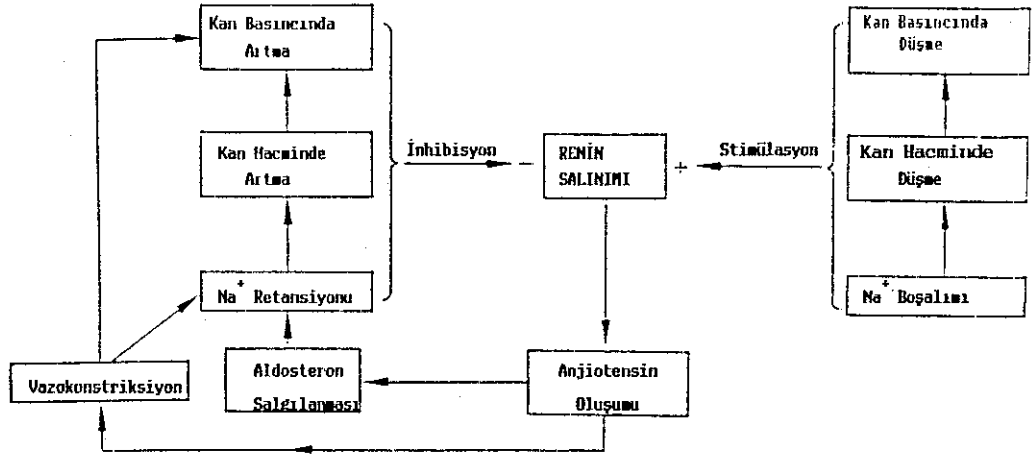 Kan Basıncında
Artma
Kan Basıncında
Düşme
Kan Hacminde
Artma
İnhibisyon
-
RENİN
SALINIMI
+
Stimülasyon
Kan Hacminde
Düşme
Na+ Retansiyonu
Na+ Boşalımı
Vazokonstriksiyon
Aldosteron
Salgılanması
Anjiotensin
Oluşumu